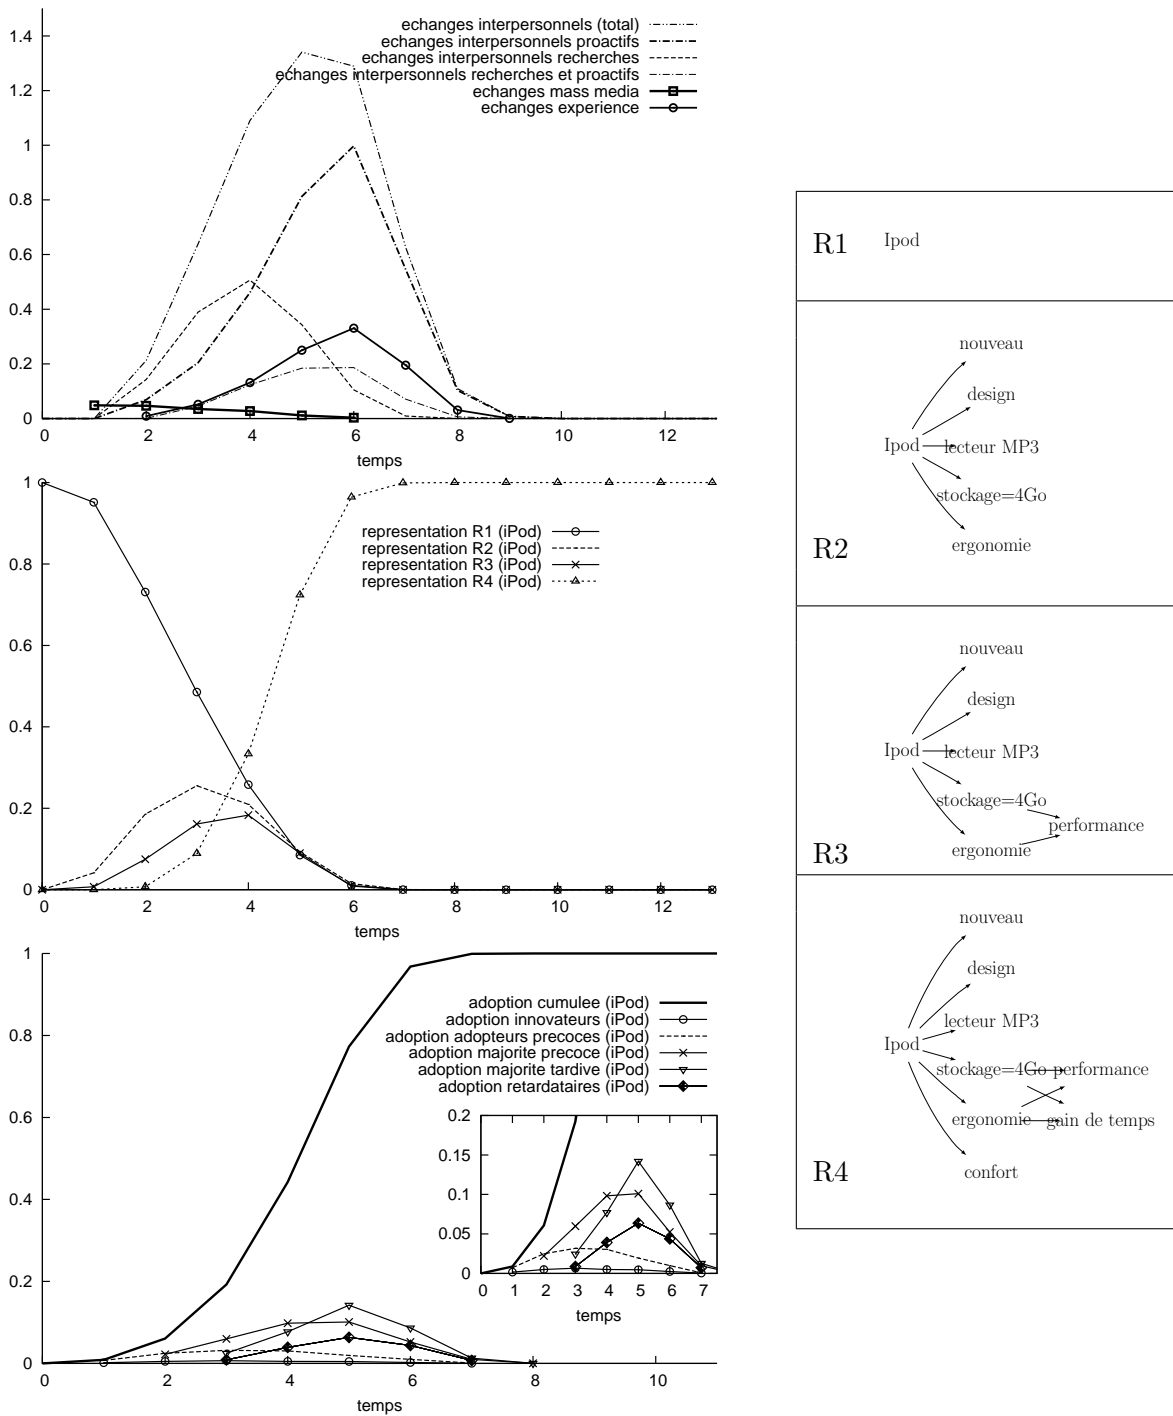 echanges interpersonnels (total)
echanges interpersonnels proactifs
echanges interpersonnels recherches
echanges interpersonnels recherches et proactifs
echanges mass media
echanges experience
1.4
1.2
1
0.8
0.6
0.4
0.2
0
0 2 4 6 8 10 12
temps
representation R1 (iPod)
representation R2 (iPod)
representation R3 (iPod)
representation R4 (iPod)
1
0.8
0.6
0.4
0.2
0
0 2 4 6 8 10 12
temps
adoption cumulee (iPod)
adoption innovateurs (iPod)
adoption adopteurs precoces (iPod)
adoption majorite precoce (iPod)
adoption majorite tardive (iPod)
adoption retardataires (iPod)
1
0.8
0.6
0.4
0.2
0
0.2
0.15
0.1
0.05
0
0 1 2 3 4 5 6 7
temps
0 2 4 6 8 10
temps
R1
Ipod
R2
Ipod
nouveau
design
lecteur MP3
stockage=4Go
ergonomie
R3
Ipod
nouveau
design
lecteur MP3
stockage=4Go
performance
ergonomie
R4
Ipod
nouveau
design
lecteur MP3
stockage=4Go performance
ergonomie gain de temps
confort